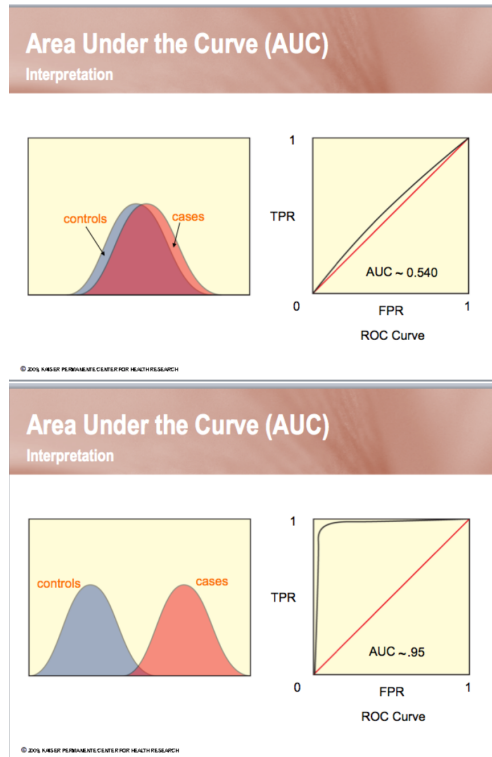 Area Under the Curve (AUC)
Interpretation
controls
cases
1
TPR
AUC ~ 0.540
0
FPR
1
ROC Curve
© 2009, KAISER PERMANENTE CENTER FOR HEALTH RESEARCH
Area Under the Curve (AUC)
Interpretation
controls
cases
1
TPR
AUC ~.95
0
FPR
1
ROC Curve
© 2009, KAISER PERMANENTE CENTER FOR HEALTH RESEARCH